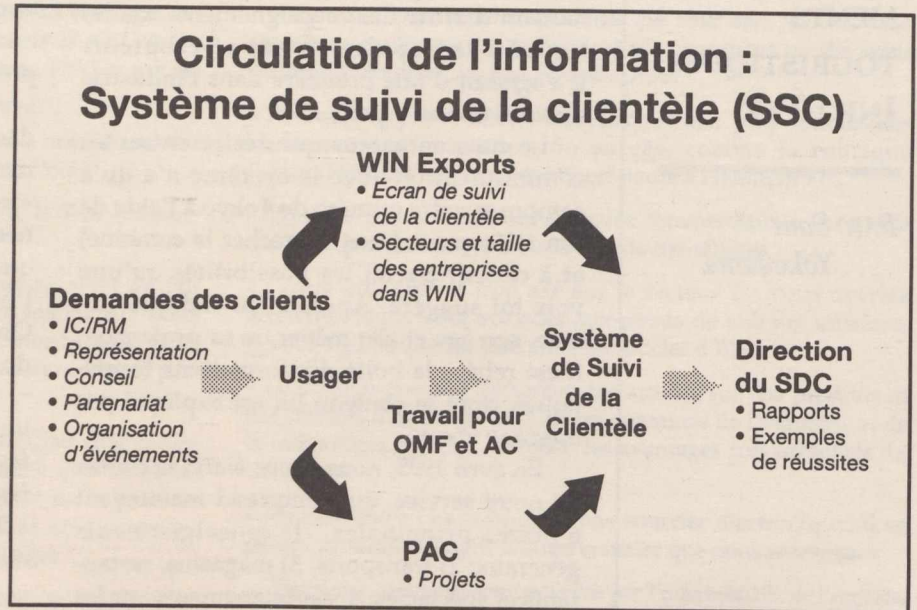 Circulation de l'information :
Système de suivi de la clientèle (SSC)
WIN Exports
• Écran de suivi
de la clientèle
• Secteurs et taille
des entreprises
dans WIN
Demandes des clients
• IC/RM
• Représentation
• Conseil
• Partenariat
• Organisation
d'événements
Usager
Travail pour
OMF et AC
Système
de Suivi
de la
Clientèle
Direction
du SDC
• Rapports
• Exemples
de réussites
PAC
• Projets